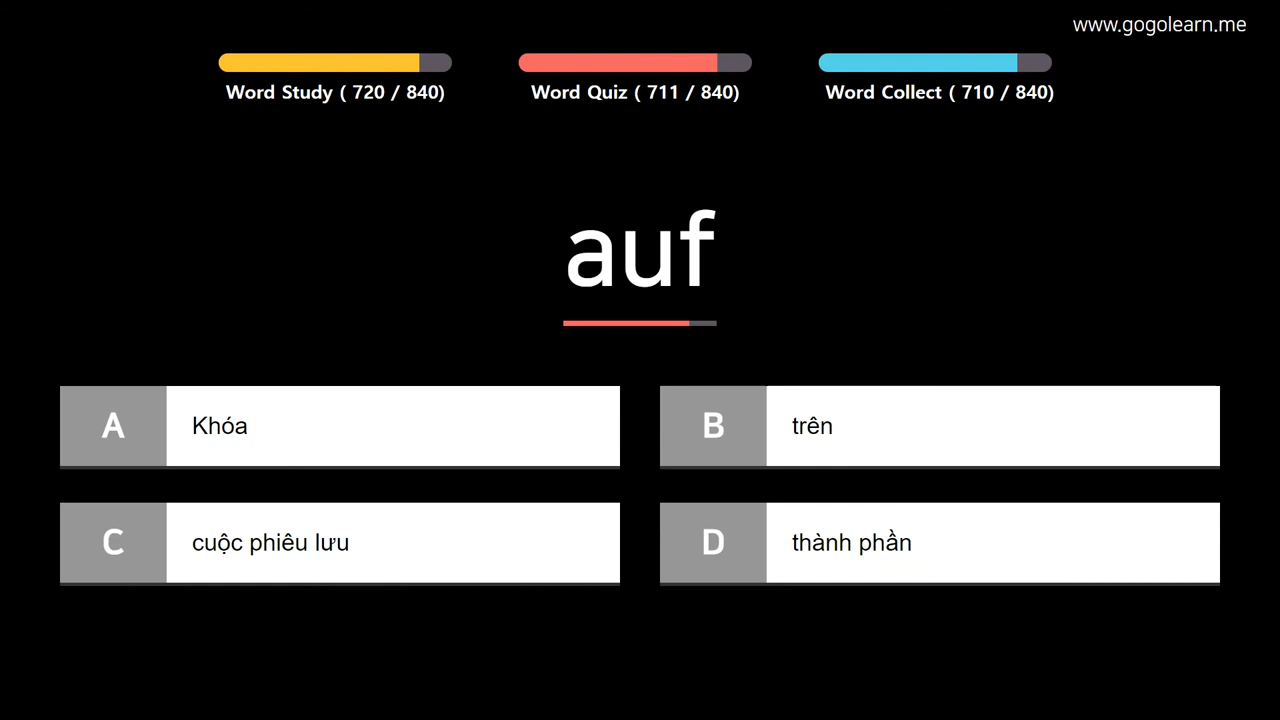 www.gogolearn.me
Word Study ( 720 / 840)
Word Quiz ( 711 / 840)
Word Collect ( 710 / 840)
auf
A Khóa
B trên
C cuộc phiêu lưu
D thành phần